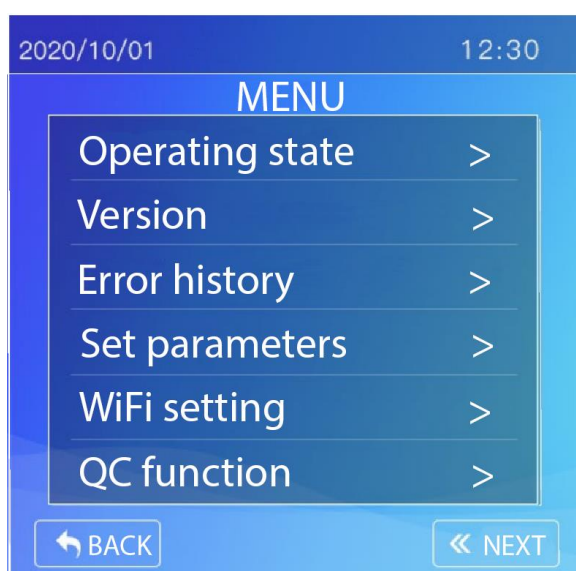 2020/10/01 12:30
MENU
Operating state >
Version >
Error history >
Set parameters >
WiFi setting >
QC function >
BACK « NEXT